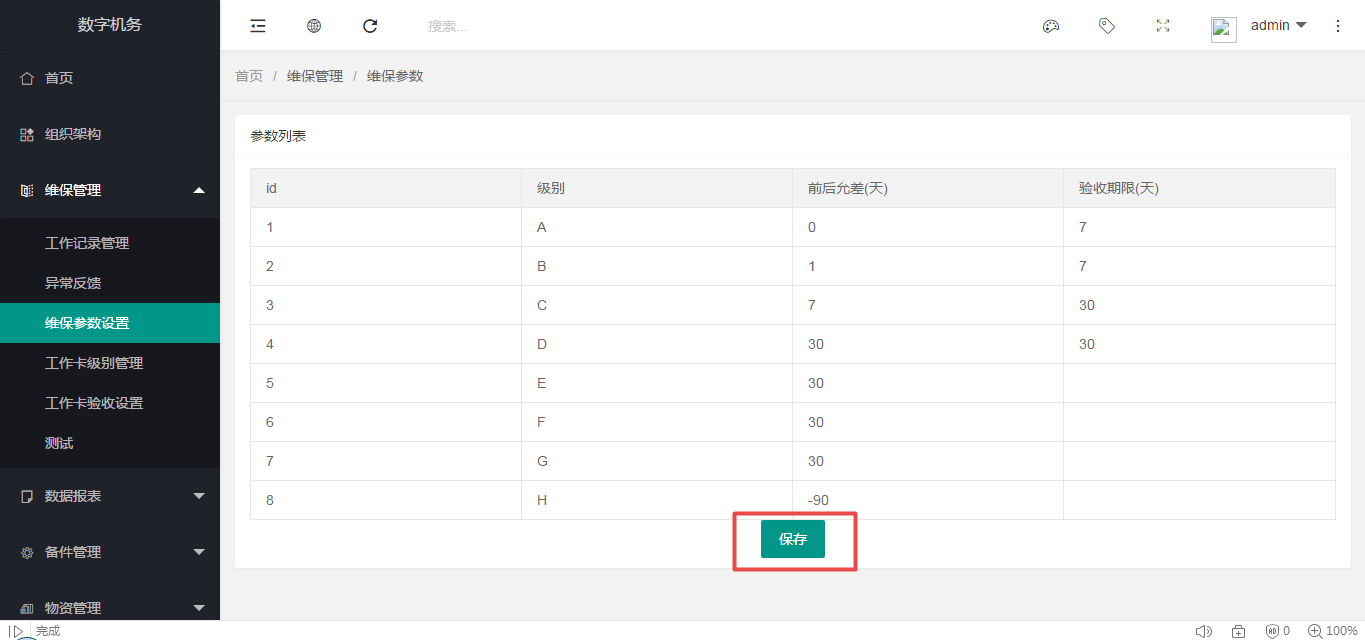 数字机务
搜索...
admin
首页
组织架构
维保管理
工作记录管理
异常反馈
维保参数设置
工作卡级别管理
工作卡验收设置
测试
数据报表
备件管理
物资管理
首页 / 维保管理 / 维保参数
参数列表
id 级别 前后允差(天) 验收期限(天)
1 A 0 7
2 B 1 7
3 C 7 30
4 D 30 30
5 E 30
6 F 30
7 G 30
8 H -90
保存
完成
AD 0 100%